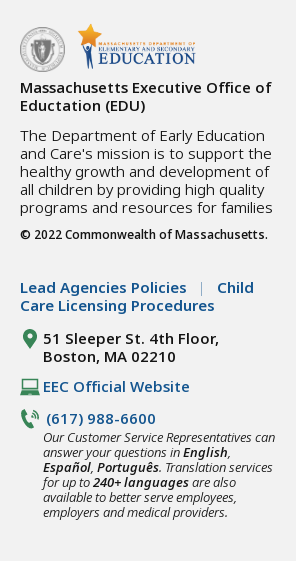 MASSACHUSETTS DEPARTMENT OF
ELEMENTARY AND SECONDARY
EDUCATION
Massachusetts Executive Office of
Eductation (EDU)
The Department of Early Education
and Care's mission is to support the
healthy growth and development of
all children by providing high quality
programs and resources for families
© 2022 Commonwealth of Massachusetts.
Lead Agencies Policies | Child
Care Licensing Procedures
51 Sleeper St. 4th Floor,
Boston, MA 02210
EEC Official Website
(617) 988-6600
Our Customer Service Representatives can
answer your questions in English,
Español, Português. Translation services
for up to 240+ languages are also
available to better serve employees,
employers and medical providers.